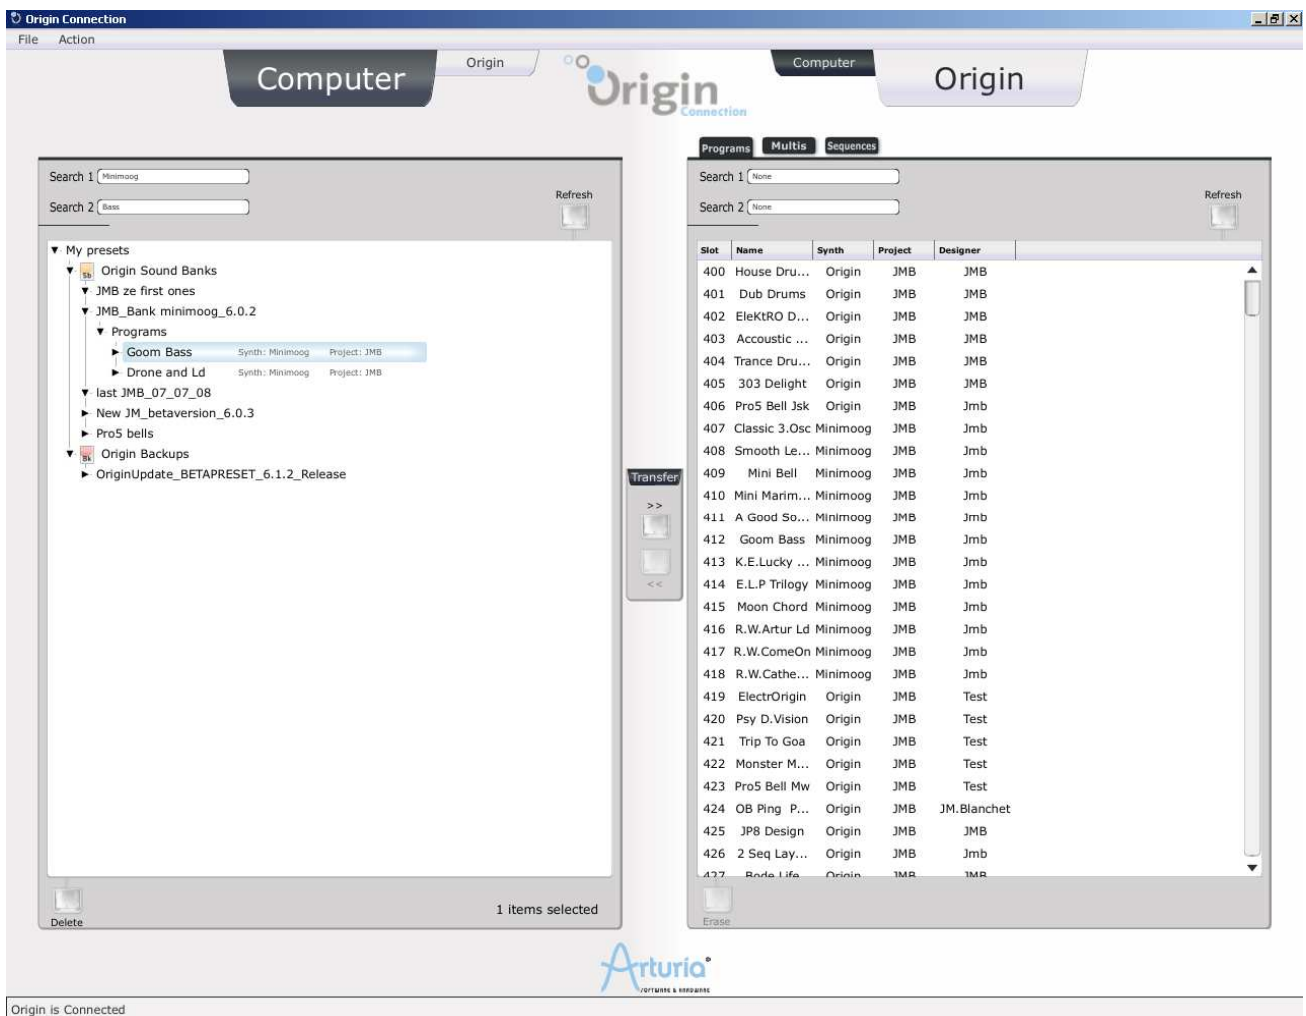 Origin Connection
File Action
Computer Origin
Origin
Connection
Computer Origin
Search 1 Minimoog
Search 2 Bass
Refresh
My presets
Sb Origin Sound Banks
JMB ze first ones
JMB_Bank minimoog_6.0.2
Programs
Goom Bass Synth: Minimoog Project: JMB
Drone and Ld Synth: Minimoog Project: JMB
last JMB_07_07_08
New JM_betaversion_6.0.3
Pro5 bells
Bk Origin Backups
OriginUpdate_BETAPRESET_6.1.2_Release
Delete
1 items selected
Transfer
>>
<<
Programs Multis Sequences
Search 1 None
Search 2 None
Refresh
Slot Name Synth Project Designer
400 House Dru... Origin JMB JMB
401 Dub Drums Origin JMB JMB
402 EleKtRO D... Origin JMB JMB
403 Accoustic ... Origin JMB JMB
404 Trance Dru... Origin JMB JMB
405 303 Delight Origin JMB JMB
406 Pro5 Bell Jsk Origin JMB Jmb
407 Classic 3.Osc Minimoog JMB Jmb
408 Smooth Le... Minimoog JMB Jmb
409 Mini Bell Minimoog JMB Jmb
410 Mini Marim... Minimoog JMB Jmb
411 A Good So... Minimoog JMB Jmb
412 Goom Bass Minimoog JMB Jmb
413 K.E.Lucky ... Minimoog JMB Jmb
414 E.L.P Trilogy Minimoog JMB Jmb
415 Moon Chord Minimoog JMB Jmb
416 R.W.Artur Ld Minimoog JMB Jmb
417 R.W.ComeOn Minimoog JMB Jmb
418 R.W.Cathe... Minimoog JMB Jmb
419 ElectrOrigin Origin JMB Test
420 Psy D.Vision Origin JMB Test
421 Trip To Goa Origin JMB Test
422 Monster M... Origin JMB Test
423 Pro5 Bell Mw Origin JMB Test
424 OB Ping P... Origin JMB JM.Blanchet
425 JP8 Design Origin JMB JMB
426 2 Seq Lay... Origin JMB Jmb
427 Bode Life Origin JMB JMB
Erase
Arturia
SOFTWARE & HARDWARE
Origin is Connected